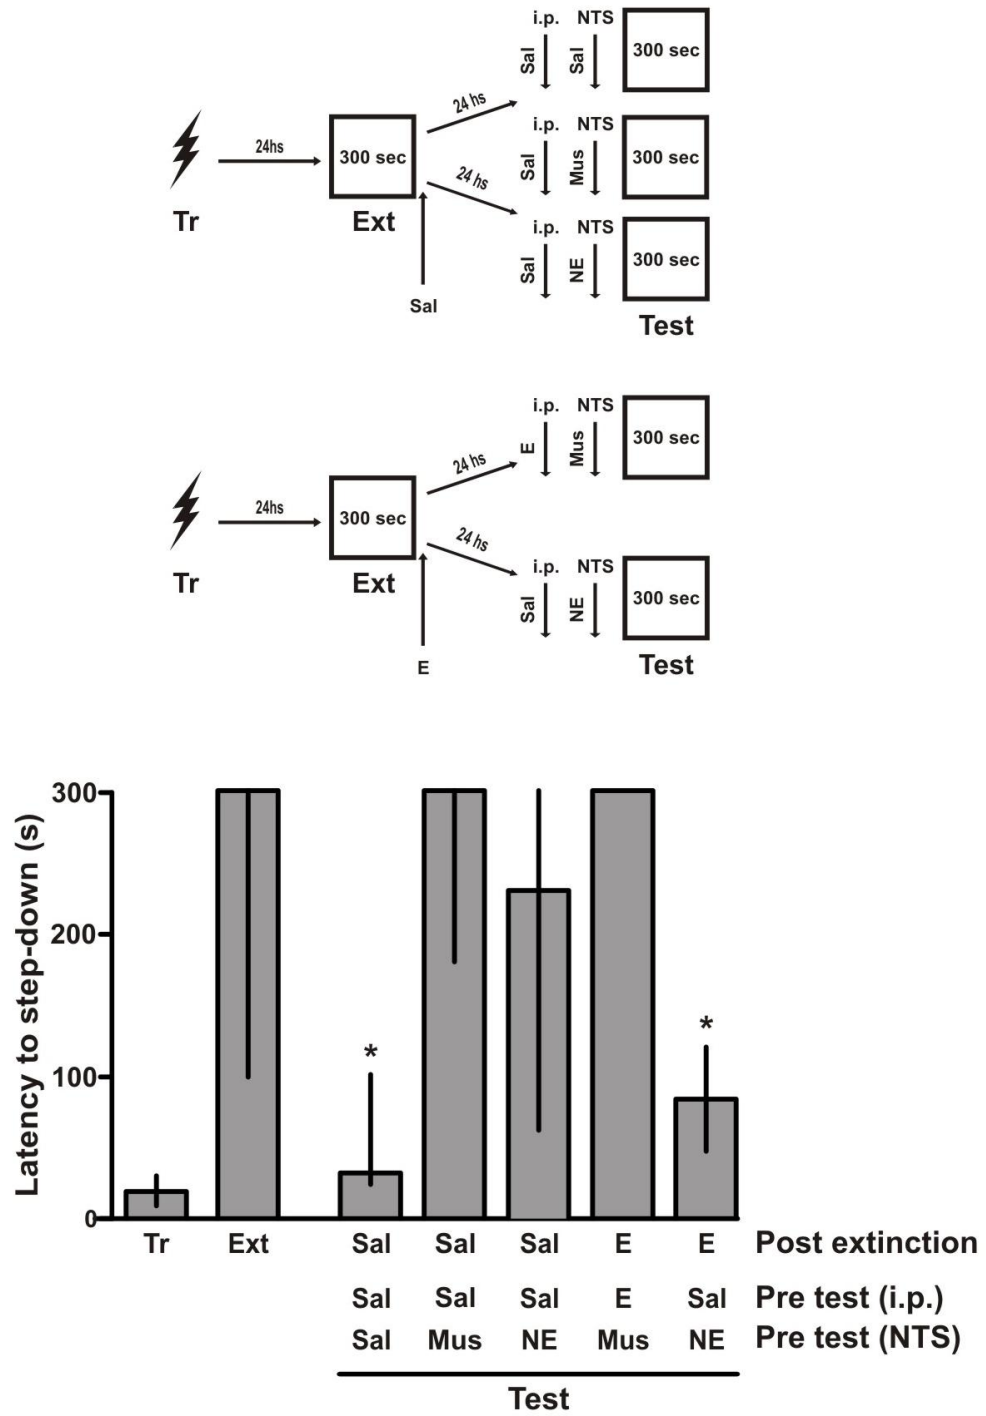 i.p. NTS
Sal Sal 300 sec
24 hs
i.p. NTS
24hs 300 sec Sal Mus 300 sec
24 hs
Tr Ext i.p. NTS
Sal NE 300 sec
Sal
Test
i.p. NTS
E Mus 300 sec
24 hs
24hs 300 sec
24 hs
i.p. NTS
Tr Ext
Sal NE 300 sec
E Test
Latency to step-down (s)
300
200
100
0
* *
Tr Ext Sal Sal Sal E E Post extinction
Sal Sal Sal E Sal Pre test (i.p.)
Sal Mus NE Mus NE Pre test (NTS)
Test